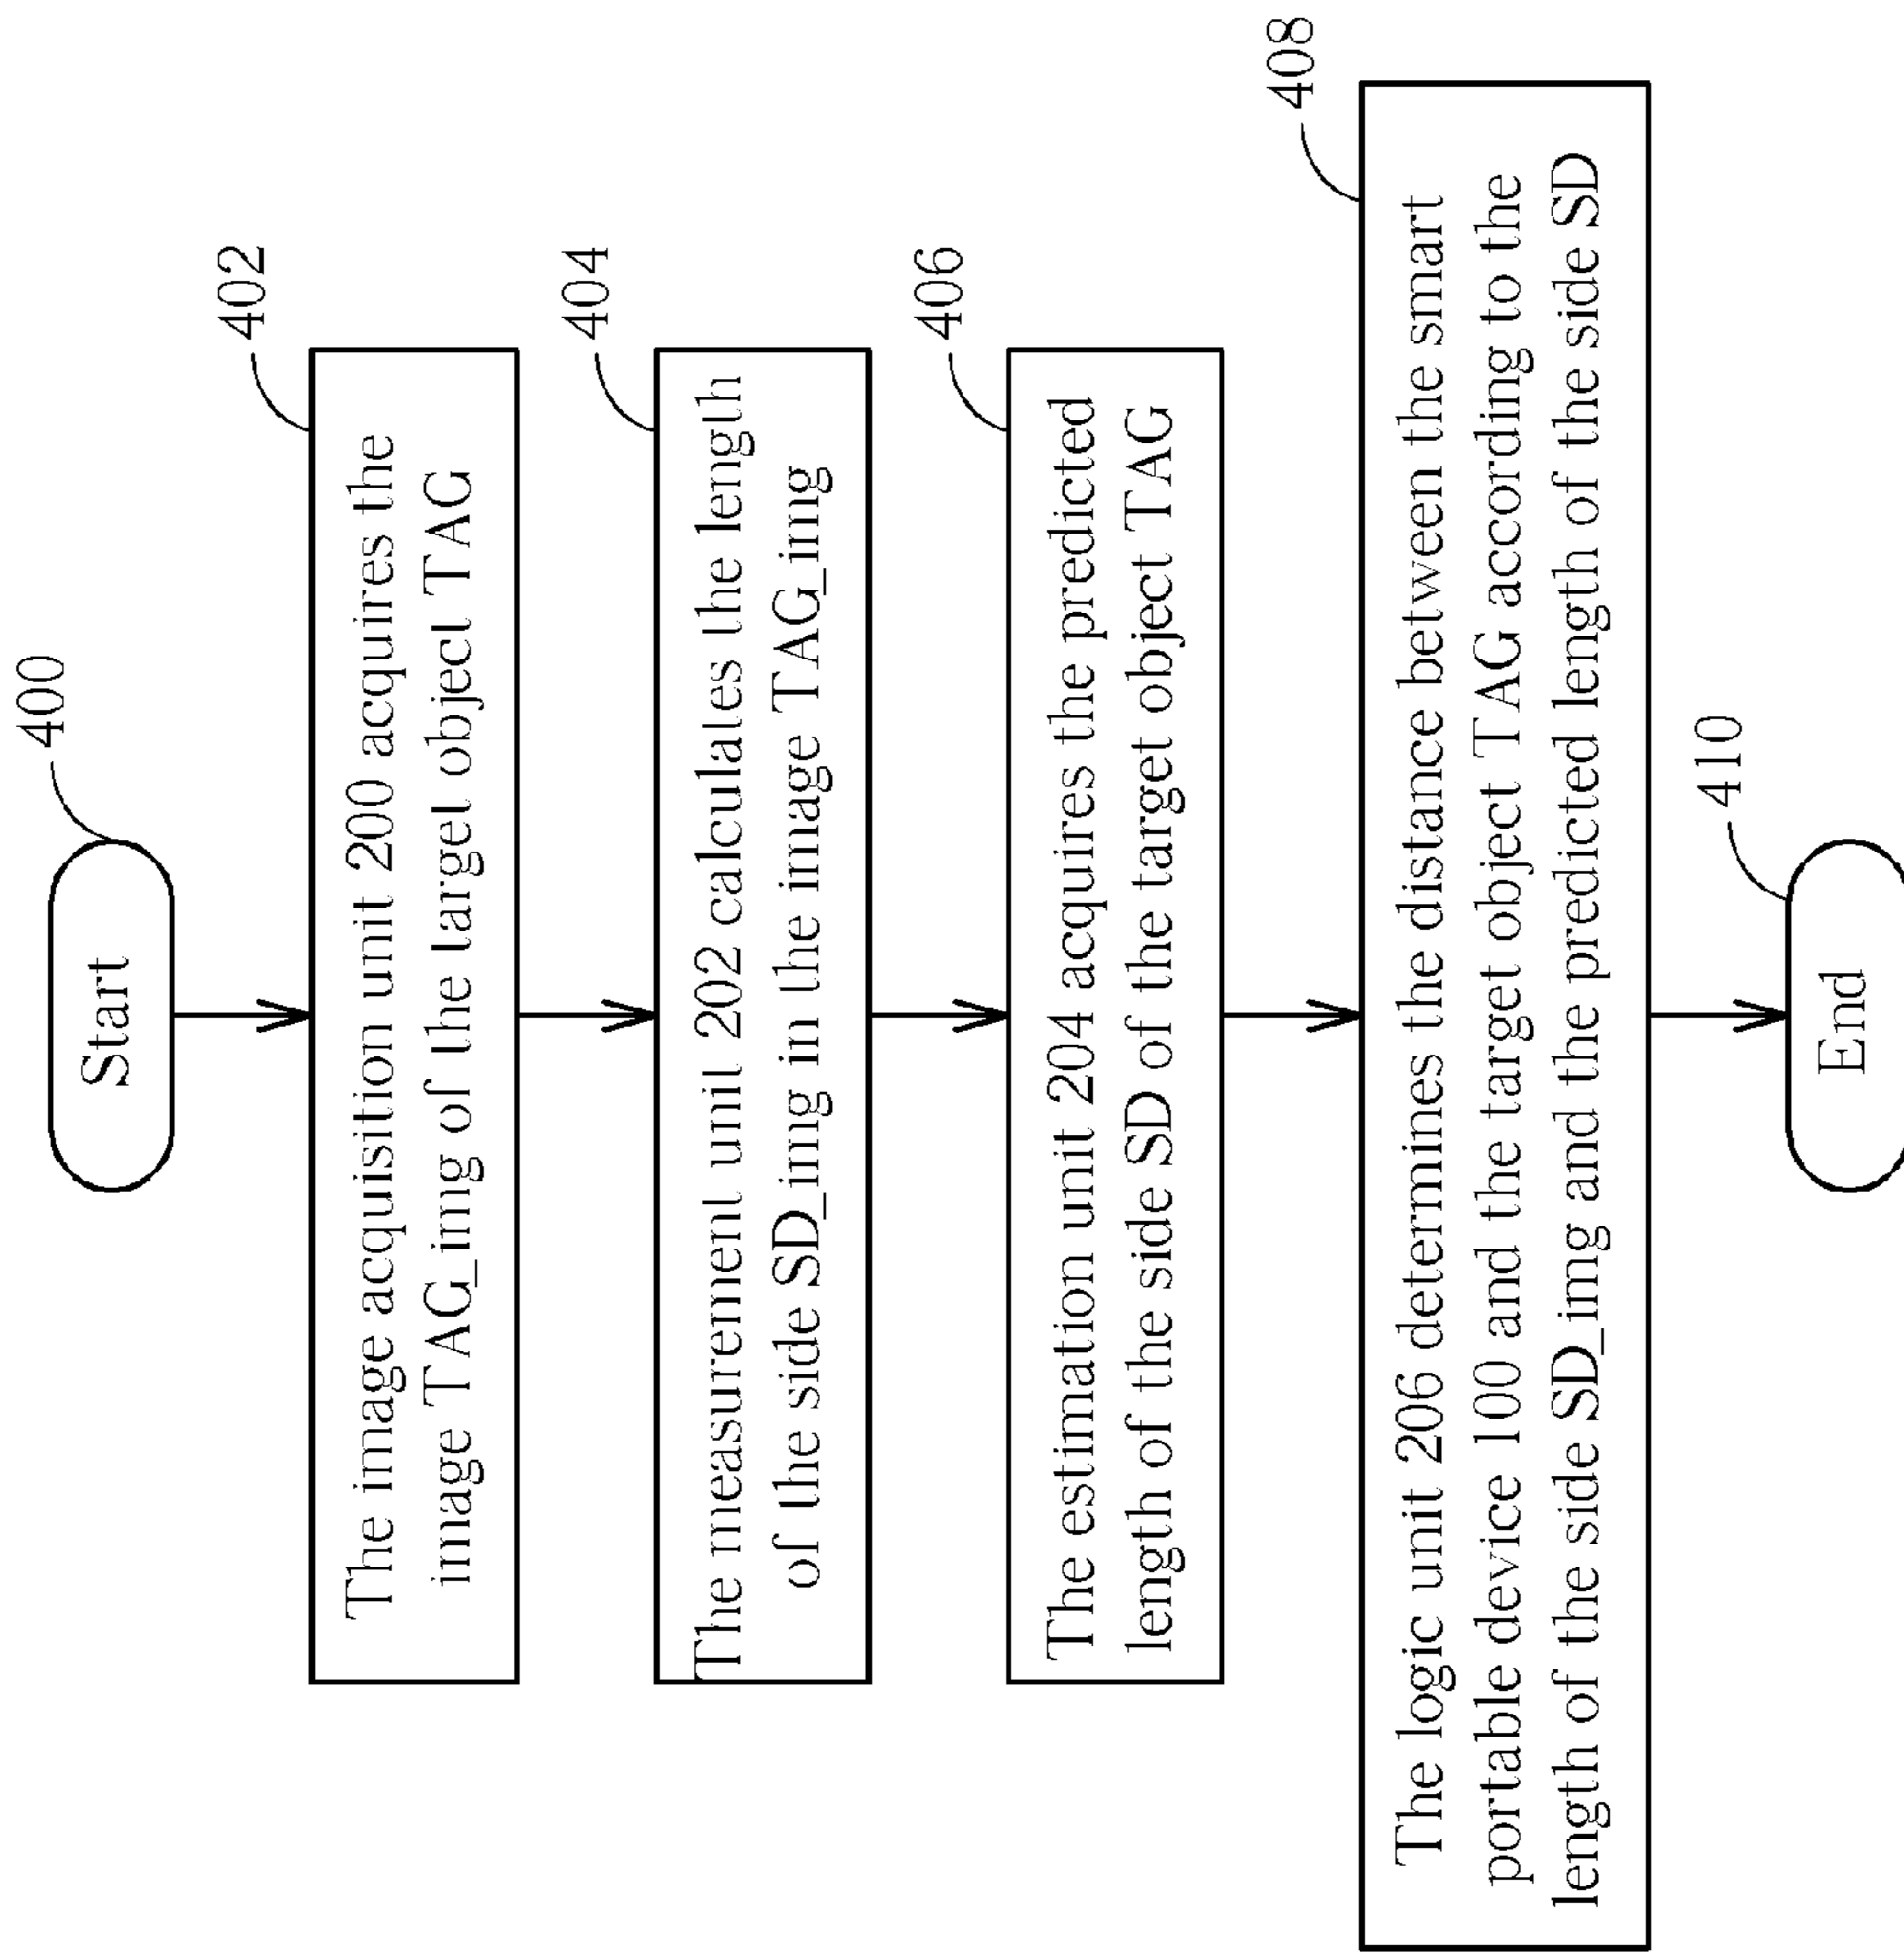 400
Start
402
The image acquisition unit 200 acquires the
image TAG_img of the target object TAG
404
The measurement unit 202 calculates the length
of the side SD_img in the image TAG_img
406
The estimation unit 204 acquires the predicted
length of the side SD of the target object TAG
408
The logic unit 206 determines the distance between the smart
portable device 100 and the target object TAG according to the
length of the side SD_img and the predicted length of the side SD
410
End